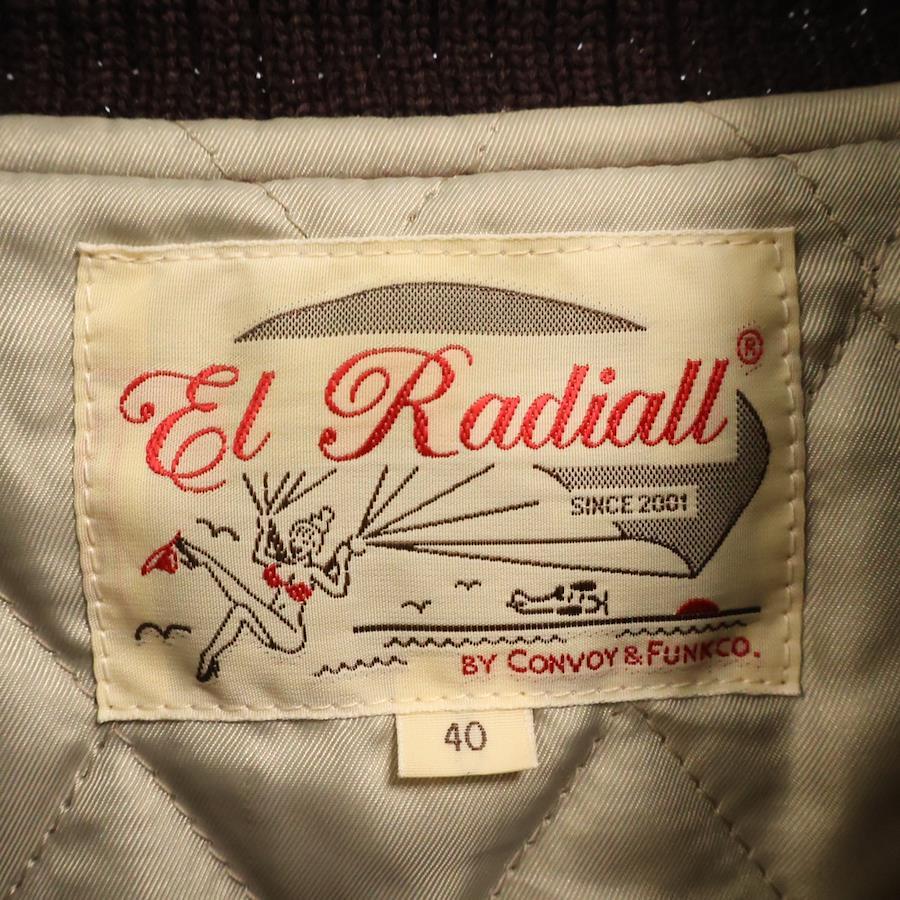 El Radiall ®
SINCE 2001
BY CONVOY & FUNKCO.
40